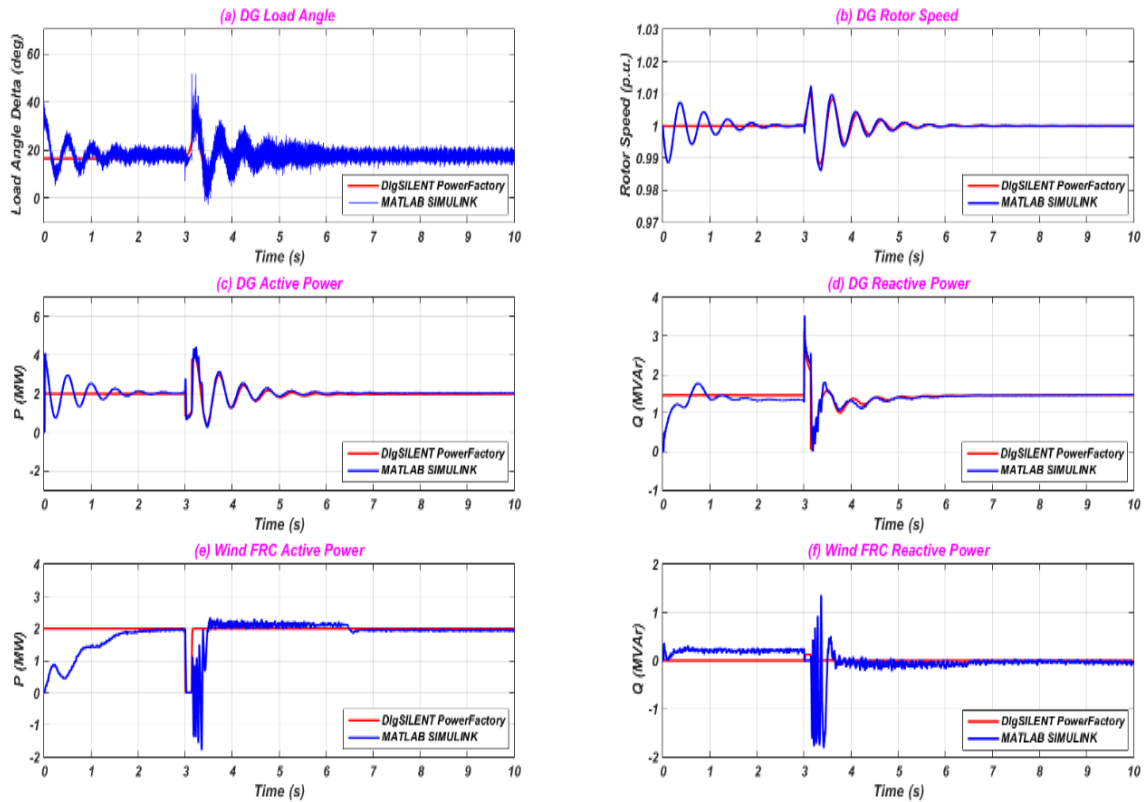 (a) DG Load Angle
Load Angle Delta (deg)
60
40
20
0
DIgSILENT PowerFactory
MATLAB SIMULINK
0 1 2 3 4 5 6 7 8 9 10
Time (s)
(b) DG Rotor Speed
Rotor Speed (p.u.)
1.03
1.02
1.01
1
0.99
0.98
0.97
DIgSILENT PowerFactory
MATLAB SIMULINK
0 1 2 3 4 5 6 7 8 9 10
Time (s)
(c) DG Active Power
P (MW)
6
4
2
0
-2
DIgSILENT PowerFactory
MATLAB SIMULINK
0 1 2 3 4 5 6 7 8 9 10
Time (s)
(d) DG Reactive Power
Q (MVAr)
4
3
2
1
0
-1
DIgSILENT PowerFactory
MATLAB SIMULINK
0 1 2 3 4 5 6 7 8 9 10
Time (s)
(e) Wind FRC Active Power
P (MW)
4
3
2
1
0
-1
-2
DIgSILENT PowerFactory
MATLAB SIMULINK
0 1 2 3 4 5 6 7 8 9 10
Time (s)
(f) Wind FRC Reactive Power
Q (MVAr)
2
1
0
-1
-2
DIgSILENT PowerFactory
MATLAB SIMULINK
0 1 2 3 4 5 6 7 8 9 10
Time (s)